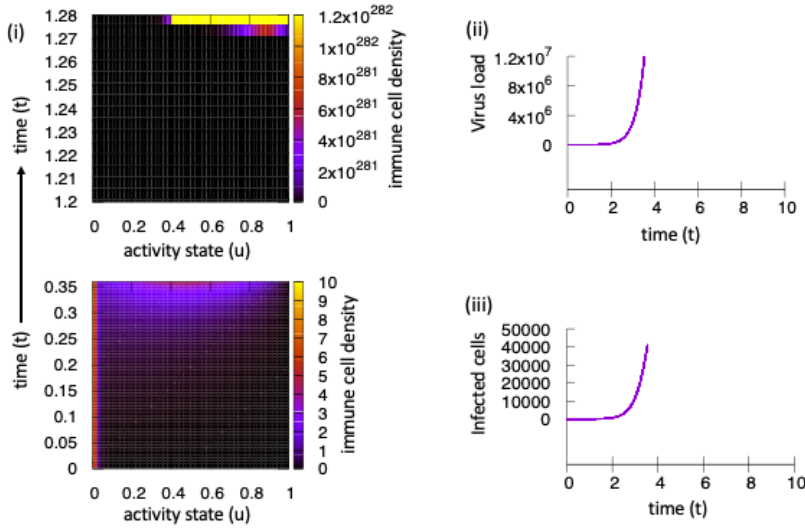 (i)
1.28
1.27
1.26
1.25
1.24
1.23
1.22
1.21
1.2
time (t)
0 0.2 0.4 0.6 0.8 1
activity state (u)
1.2x10^282
1x10^282
8x10^281
6x10^281
4x10^281
2x10^281
0
immune cell density
0.35
0.3
0.25
0.2
0.15
0.1
0.05
0
time (t)
0 0.2 0.4 0.6 0.8 1
activity state (u)
10
9
8
7
6
5
4
3
2
1
0
immune cell density
(ii)
Virus load
1.2x10^7
8x10^6
4x10^6
0
0 2 4 6 8 10
time (t)
(iii)
Infected cells
50000
40000
30000
20000
10000
0
0 2 4 6 8 10
time (t)